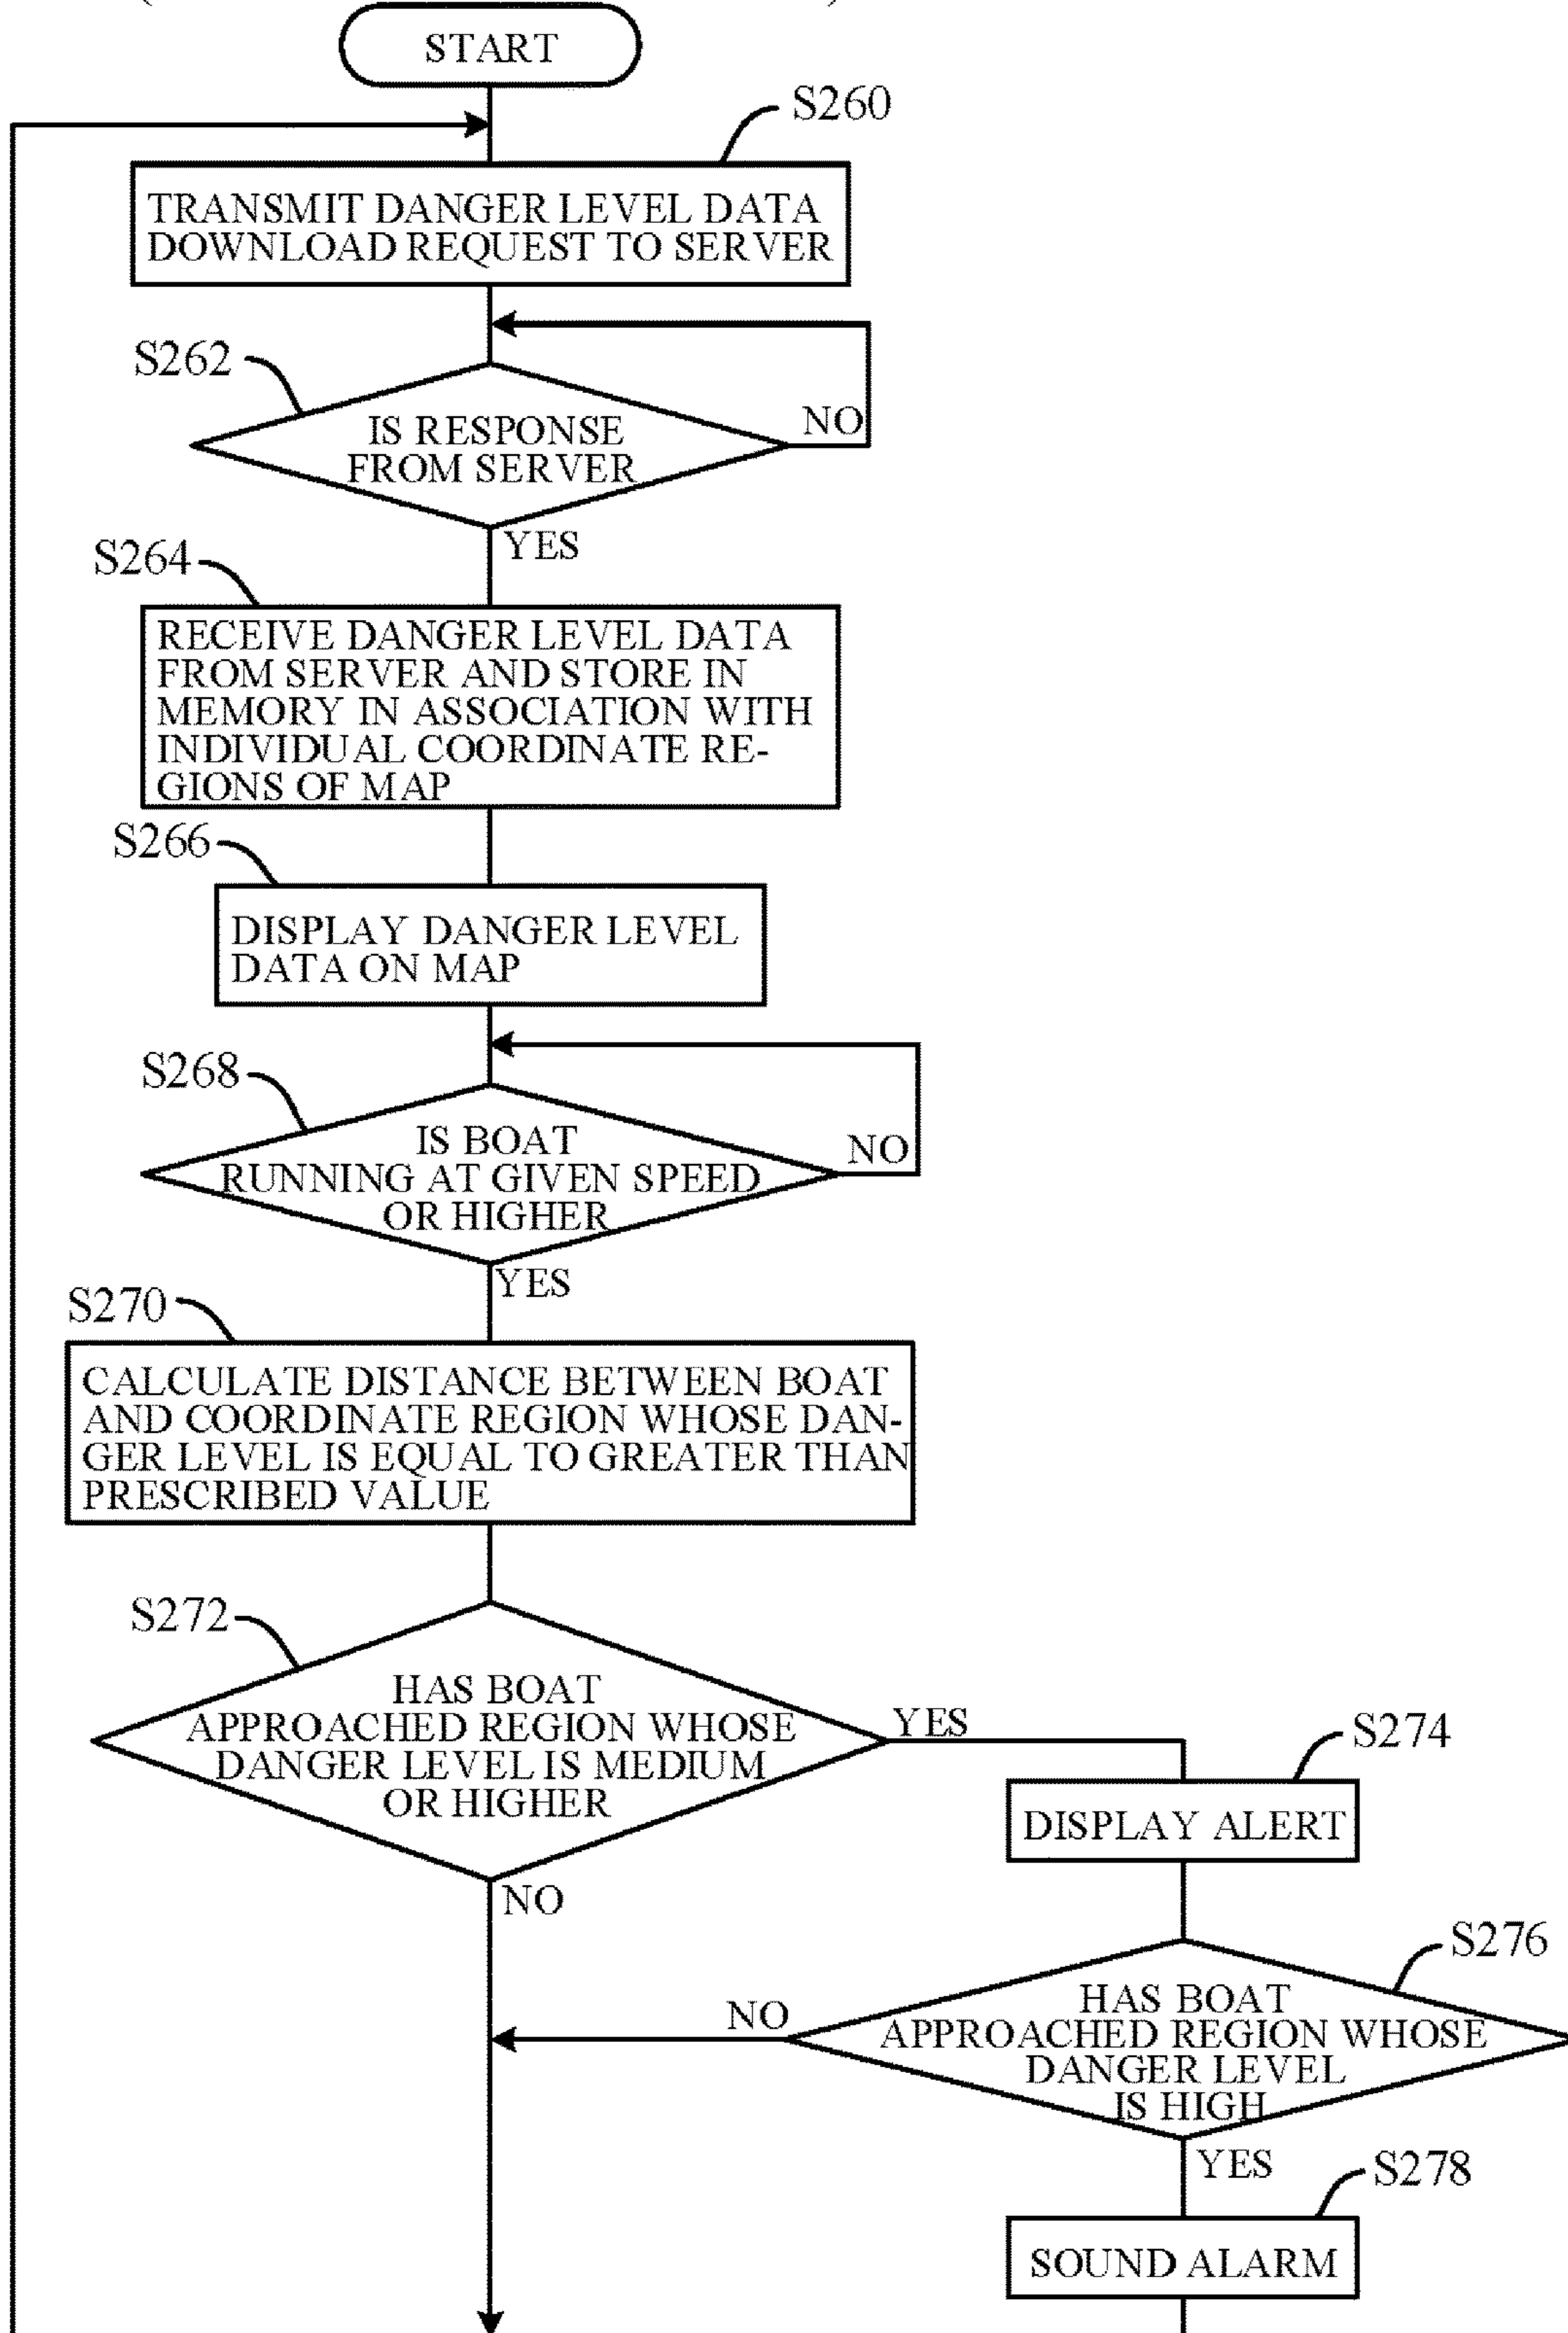 START
S260
TRANSMIT DANGER LEVEL DATA
DOWNLOAD REQUEST TO SERVER
S262
IS RESPONSE
FROM SERVER
NO
YES
S264
RECEIVE DANGER LEVEL DATA
FROM SERVER AND STORE IN
MEMORY IN ASSOCIATION WITH
INDIVIDUAL COORDINATE RE-
GIONS OF MAP
S266
DISPLAY DANGER LEVEL
DATA ON MAP
S268
IS BOAT
RUNNING AT GIVEN SPEED
OR HIGHER
NO
YES
S270
CALCULATE DISTANCE BETWEEN BOAT
AND COORDINATE REGION WHOSE DAN-
GER LEVEL IS EQUAL TO GREATER THAN
PRESCRIBED VALUE
S272
HAS BOAT
APPROACHED REGION WHOSE
DANGER LEVEL IS MEDIUM
OR HIGHER
YES
NO
S274
DISPLAY ALERT
S276
HAS BOAT
APPROACHED REGION WHOSE
DANGER LEVEL
IS HIGH
NO
YES
S278
SOUND ALARM